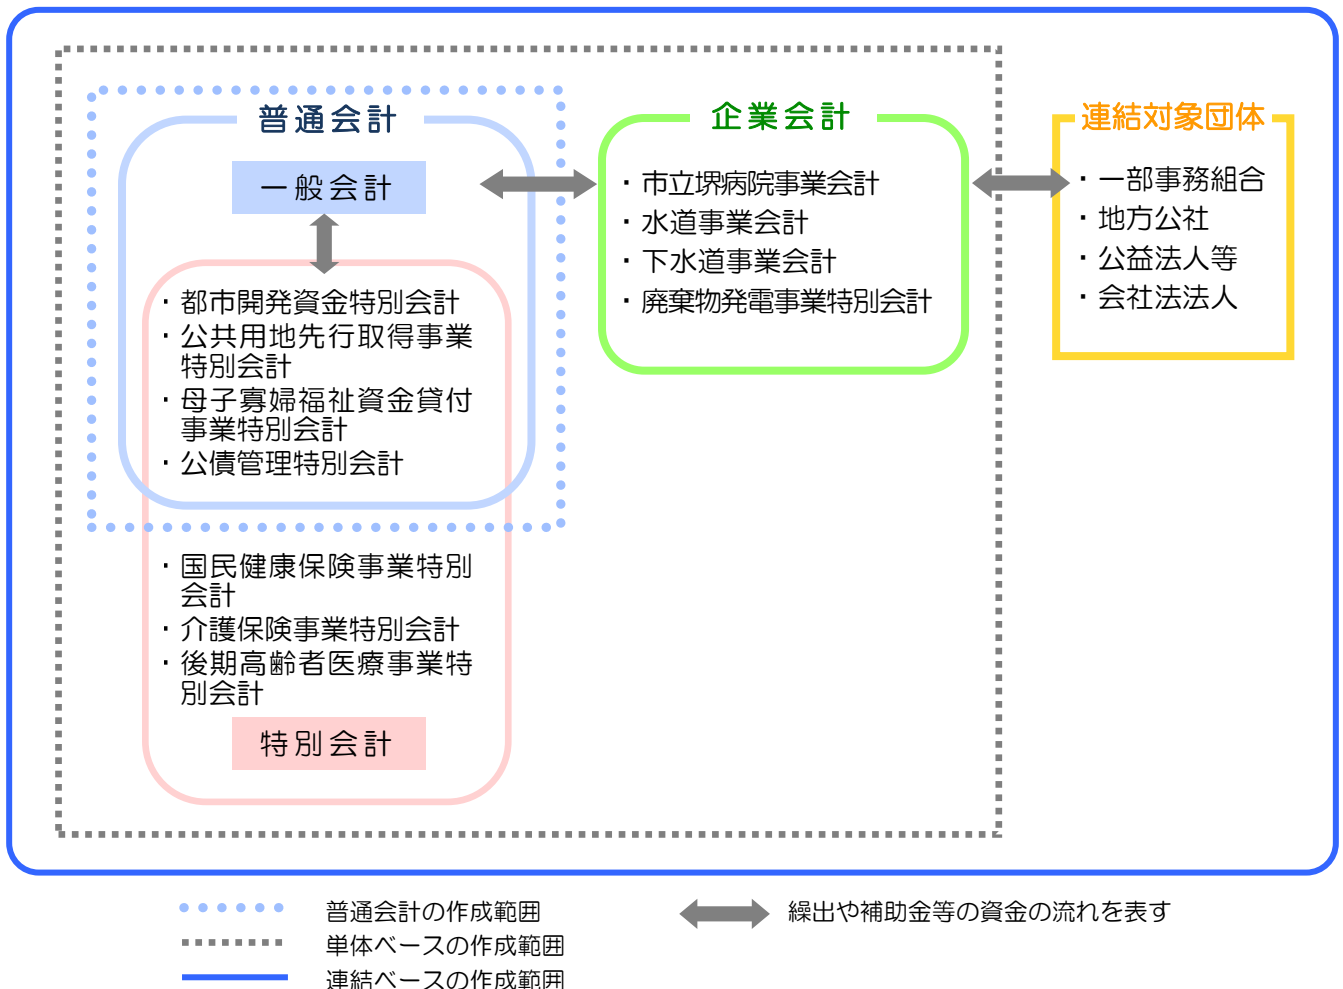 普通会計
一般会計
・都市開発資金特別会計
・公共用地先行取得事業
特別会計
・母子寡婦福祉資金貸付
事業特別会計
・公債管理特別会計
・国民健康保険事業特別
会計
・介護保険事業特別会計
・後期高齢者医療事業特
別会計
特別会計
企業会計
・市立堺病院事業会計
・水道事業会計
・下水道事業会計
・廃棄物発電事業特別会計
連結対象団体
・一部事務組合
・地方公社
・公益法人等
・会社法法人
普通会計の作成範囲
単体ベースの作成範囲
連結ベースの作成範囲
繰出や補助金等の資金の流れを表す